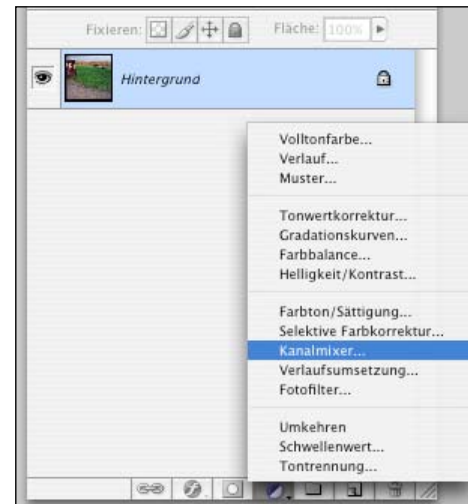 Fixieren: Fläche: 100%
Hintergrund
Volltonfarbe...
Verlauf...
Muster...
Tonwertkorrektur...
Gradationskurven...
Farbbalance...
Helligkeit/Kontrast...
Farbton/Sättigung...
Selektive Farbkorrektur...
Kanalmixer...
Verlaufsumsetzung...
Fotofilter...
Umkehren
Schwellenwert...
Tontrennung...